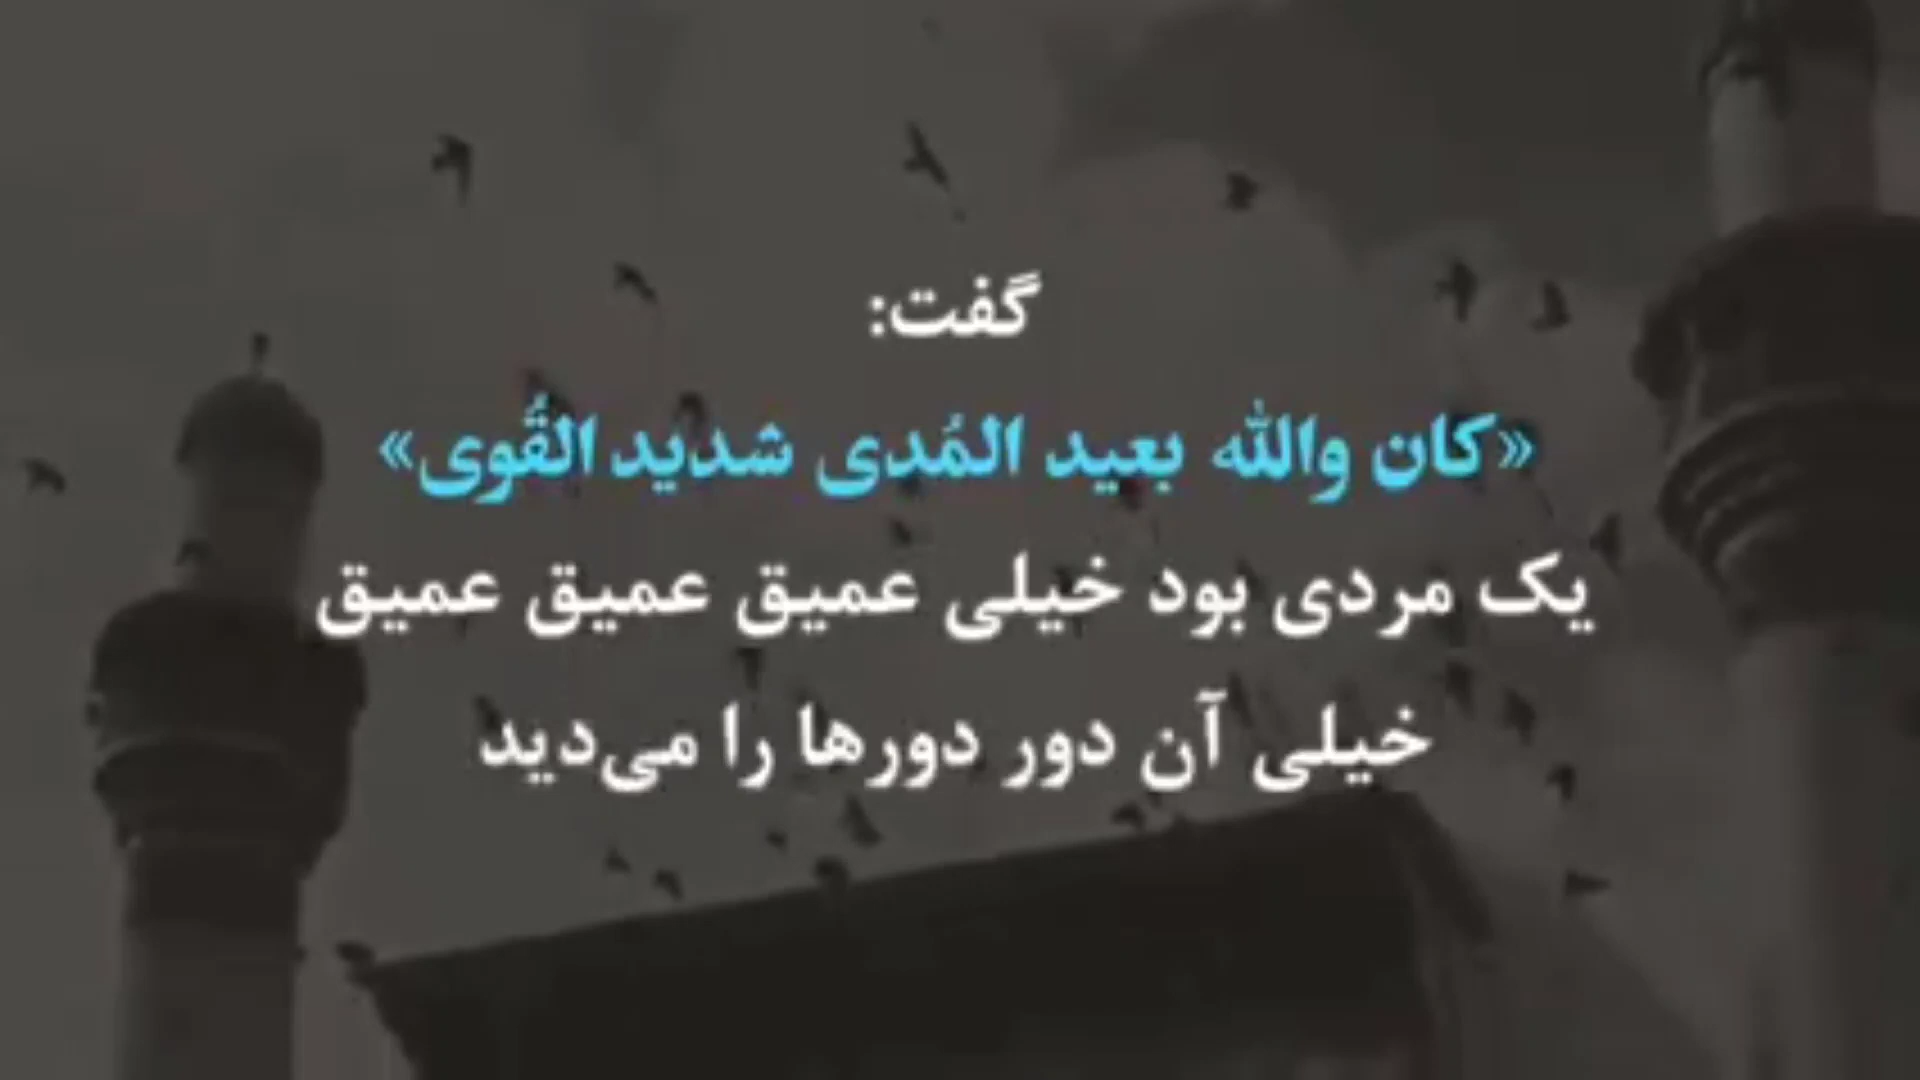 گفت:
«کان والله بعید المُدی شدید القُوی»
یک مردی بود خیلی عمیق عمیق عمیق
خیلی آن دور دورها را می‌دید